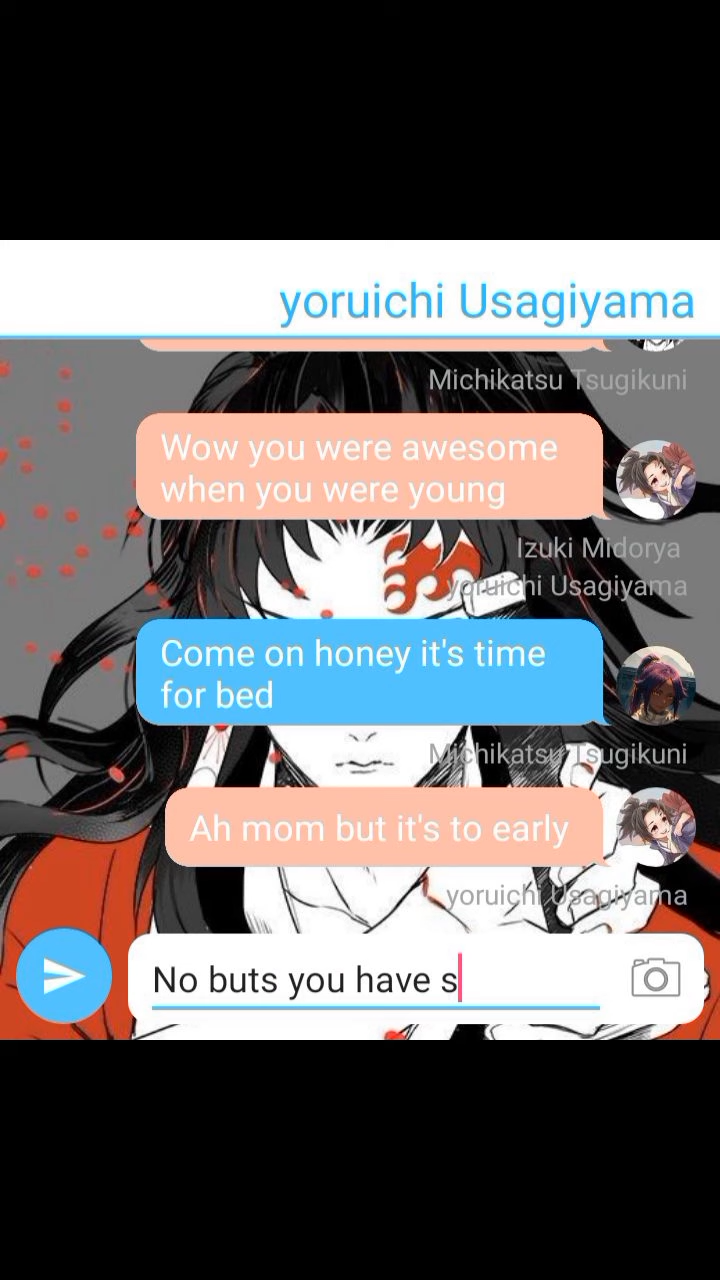 yoruichi Usagiyama
Michikatsu Tsugikuni
Wow you were awesome
when you were young
Izuki Midorya
yoruichi Usagiyama
Come on honey it's time
for bed
Michikatsu Tsugikuni
Ah mom but it's to early
yoruichi Usagiyama
No buts you have s